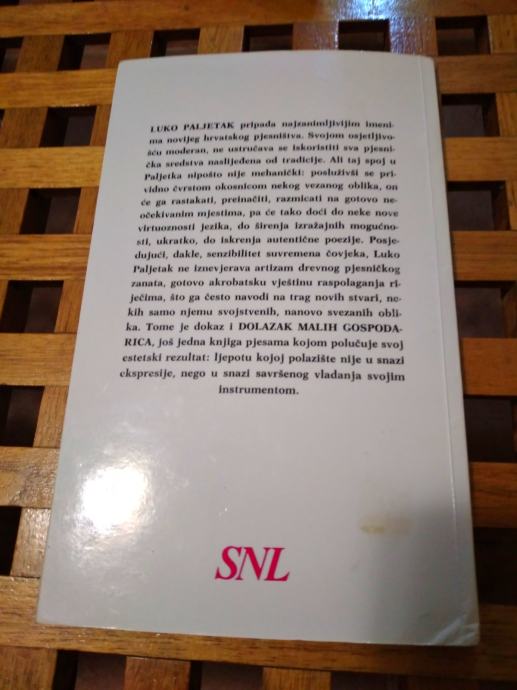 LUKO PALJETAK pripada najzanimljivijim imeni-
ma novijeg hrvatskog pjesništva. Svojom osjetljivo-
šću moderan, ne ustručava se iskoristiti sva pjesni-
čka sredstva naslijeđena od tradicije. Ali taj spoj u
Paljetka nipošto nije mehanički: posluživši se pri-
vidno čvrstom okosnicom nekog vezanog oblika, on
će ga rastakati, preinačiti, razmicati na gotovo ne-
očekivanim mjestima, pa će tako doći do neke nove
virtuoznosti jezika, do širenja izražajnih mogućno-
sti, ukratko, do iskrenja autentične poezije. Posje-
dujući, dakle, senzibilitet suvremena čovjeka, Luko
Paljetak ne iznevjerava artizam drevnog pjesničkog
zanata, gotovo akrobatsku vještinu raspolaganja ri-
ječima, što ga često navodi na trag novih stvari, ne-
kih samo njemu svojstvenih, nanovo svezanih obli-
ka. Tome je dokaz i DOLAZAK MALIH GOSPODA-
RICA, još jedna knjiga pjesama kojom polučuje svoj
estetski rezultat: ljepotu kojoj polazište nije u snazi
ekspresije, nego u snazi savršenog vladanja svojim
instrumentom.
SNL